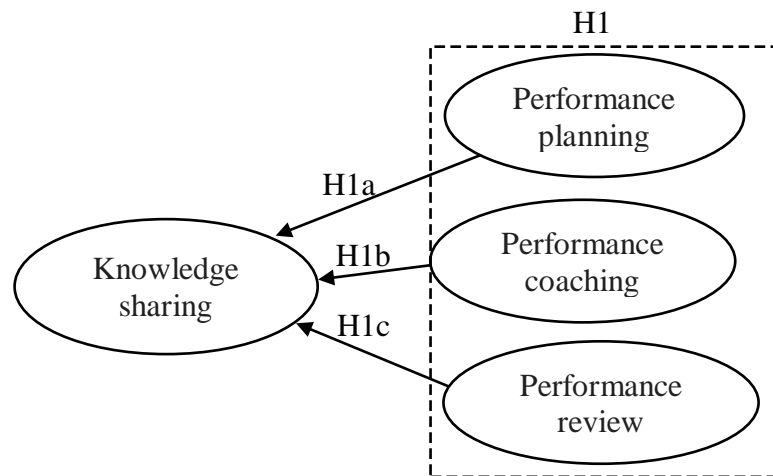 H1
Performance
planning
H1a
Knowledge
sharing
H1b
Performance
coaching
H1c
Performance
review